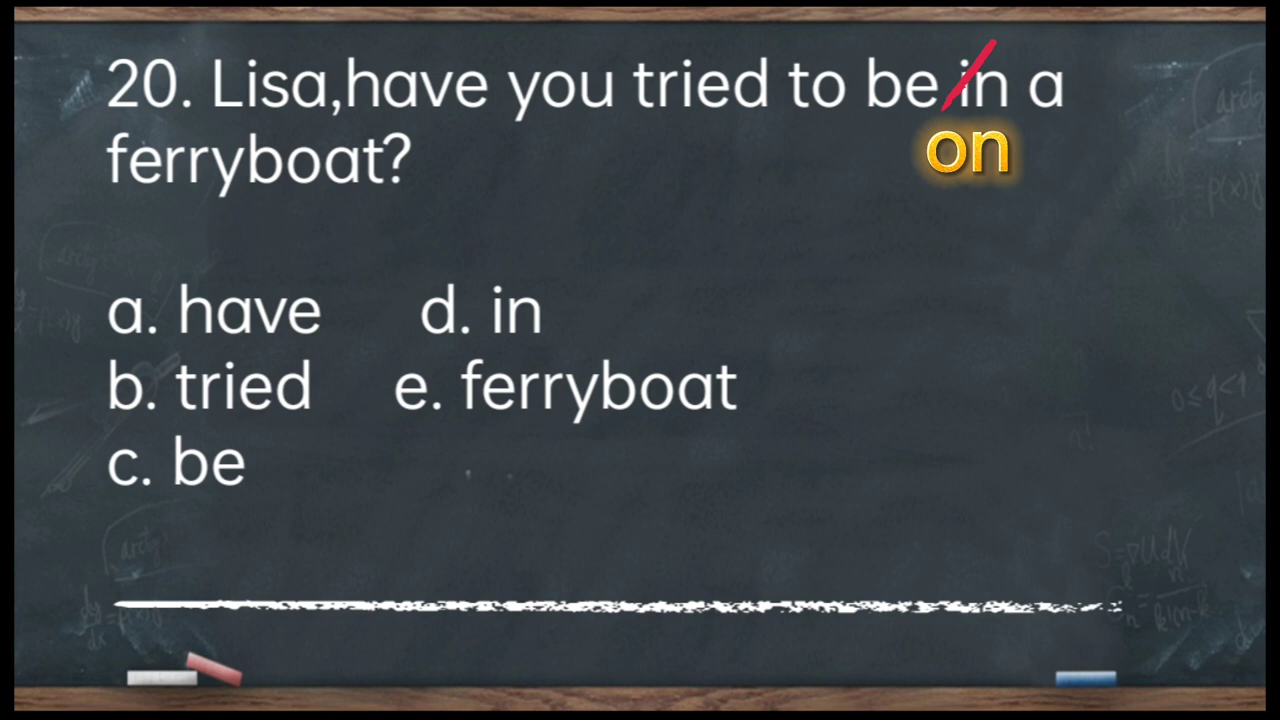 20. Lisa,have you tried to be in a
on
ferryboat?
a. have d. in
b. tried e. ferryboat
c. be